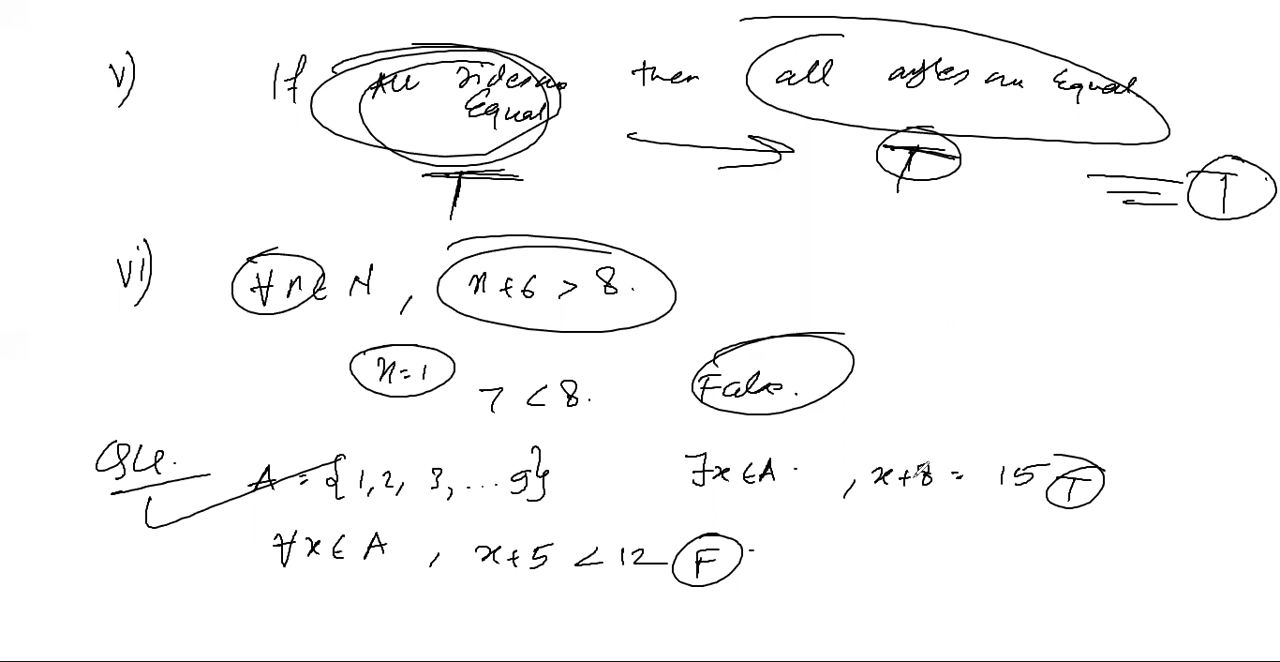 v) If All sides are Equal then all angles are Equal
T → T = T
vi) ∀n∈N, n+6 > 8.
n=1 7 < 8. False.
Q4. A = {1,2, 3,...9} ∃x∈A. , x+8 = 15 T
∀x∈A , x+5 < 12 F